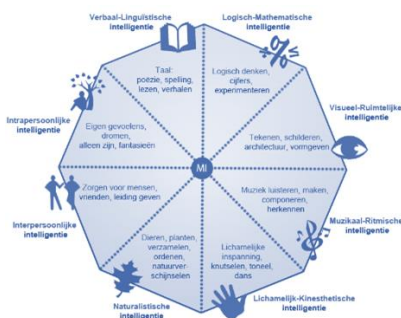 Verbaal-Linguïstische
intelligentie
Logisch-Mathematische
intelligentie
Taal:
poëzie, spelling,
lezen, verhalen
Logisch denken,
cijfers,
experimenteren
Intrapersoonlijke
intelligentie
Eigen gevoelens,
dromen,
alleen zijn, fantasieën
Tekenen, schilderen,
architectuur, vormgeven
Visueel-Ruimtelijke
intelligentie
MI
Interpersoonlijke
intelligentie
Zorgen voor mensen,
vrienden, leiding geven
Muziek luisteren, maken,
componeren,
herkennen
Muzikaal-Ritmische
intelligentie
Dieren, planten,
verzamelen,
ordenen,
natuurver-
schijnselen
Lichamelijke
inspanning,
knutselen, toneel,
dans
Naturalistische
intelligentie
Lichamelijk-Kinesthetische
intelligentie